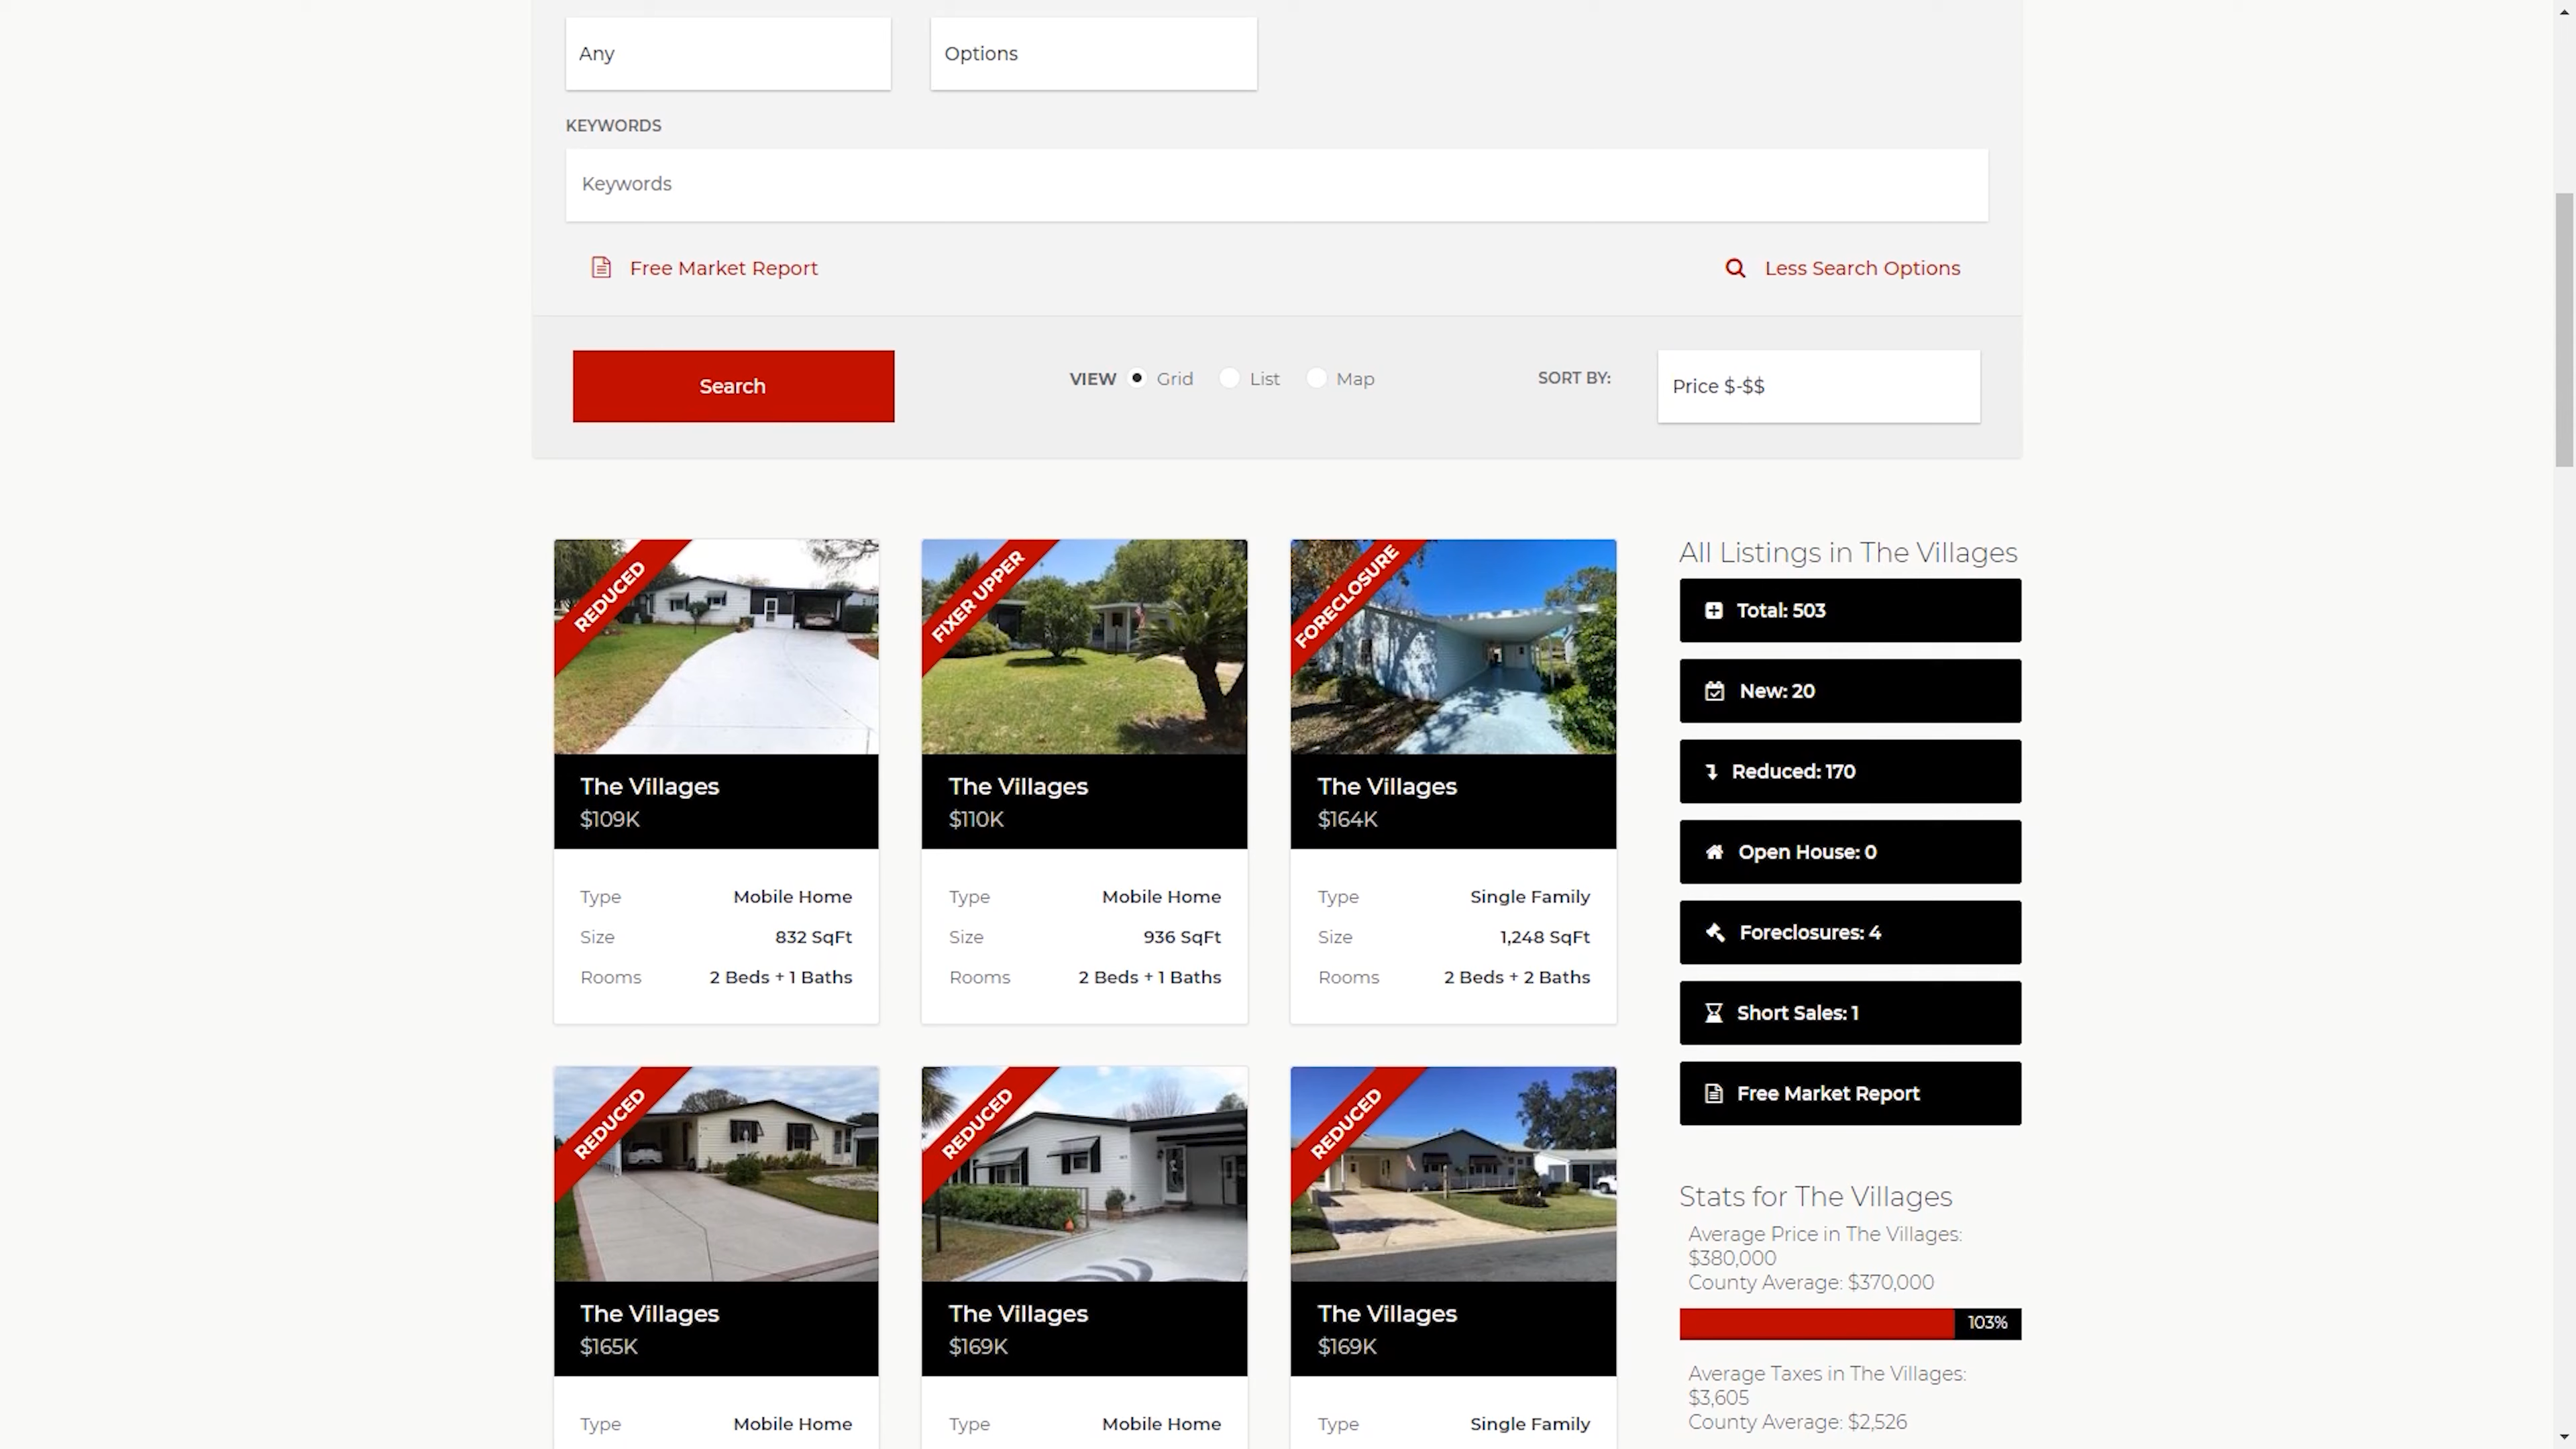 Any
Options
KEYWORDS
Keywords
Free Market Report
Less Search Options
Search
VIEW Grid List Map
SORT BY:
Price $-$$
REDUCED
The Villages
$109K
Type Mobile Home
Size 832 SqFt
Rooms 2 Beds + 1 Baths
FIXER UPPER
The Villages
$110K
Type Mobile Home
Size 936 SqFt
Rooms 2 Beds + 1 Baths
FORECLOSURE
The Villages
$164K
Type Single Family
Size 1,248 SqFt
Rooms 2 Beds + 2 Baths
REDUCED
The Villages
$165K
Type Mobile Home
REDUCED
The Villages
$169K
Type Mobile Home
REDUCED
The Villages
$169K
Type Single Family
All Listings in The Villages
Total: 503
New: 20
Reduced: 170
Open House: 0
Foreclosures: 4
Short Sales: 1
Free Market Report
Stats for The Villages
Average Price in The Villages:
$380,000
County Average: $370,000
103%
Average Taxes in The Villages:
$3,605
County Average: $2,526